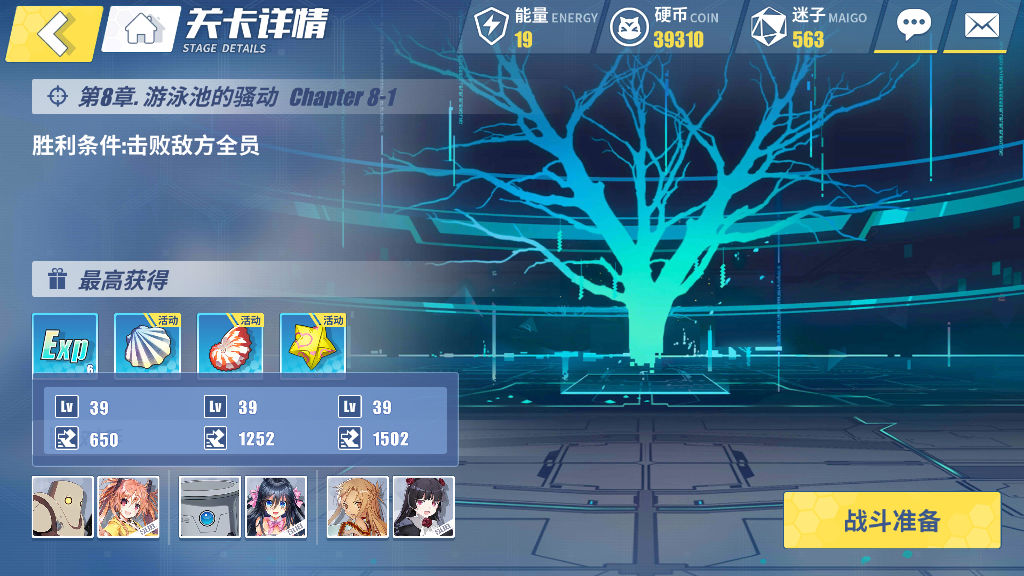 关卡详情
STAGE DETAILS
能量 ENERGY
19
硬币 COIN
39310
迷子 MAIGO
563
第8章.游泳池的骚动 Chapter 8-1
胜利条件:击败敌方全员
最高获得
Exp
6
活动
活动
活动
Lv 39
Lv 39
Lv 39
650
1252
1502
战斗准备